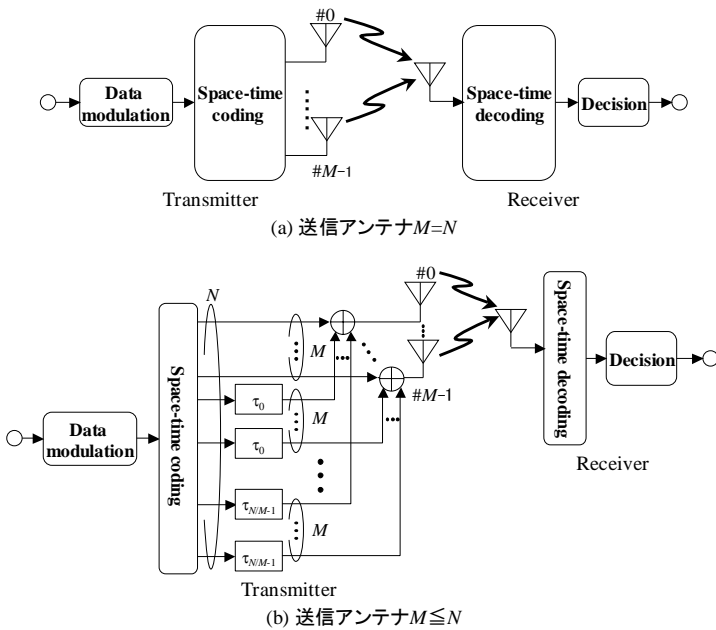 #0
Data
modulation
Space-time
coding
Space-time
decoding
Decision
#M−1
Transmitter
Receiver
(a) 送信アンテナM=N
N
#0
M
#M−1
Space-time coding
Data
modulation
τ0
M
τ0
Space-time decoding
Decision
Receiver
τN/M-1
M
τN/M-1
Transmitter
(b) 送信アンテナM≦N